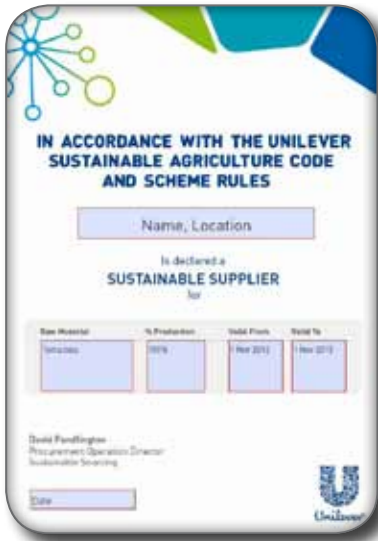 IN ACCORDANCE WITH THE UNILEVER
SUSTAINABLE AGRICULTURE CODE
AND SCHEME RULES
Name, Location
Is declared a
SUSTAINABLE SUPPLIER
for
Raw Material % Production Valid From Valid To
Tomatoes 100% 1 Nov 2012 1 Nov 2013
David Pendlington
Procurement Operation Director
Sustainable Sourcing
Date
Unilever